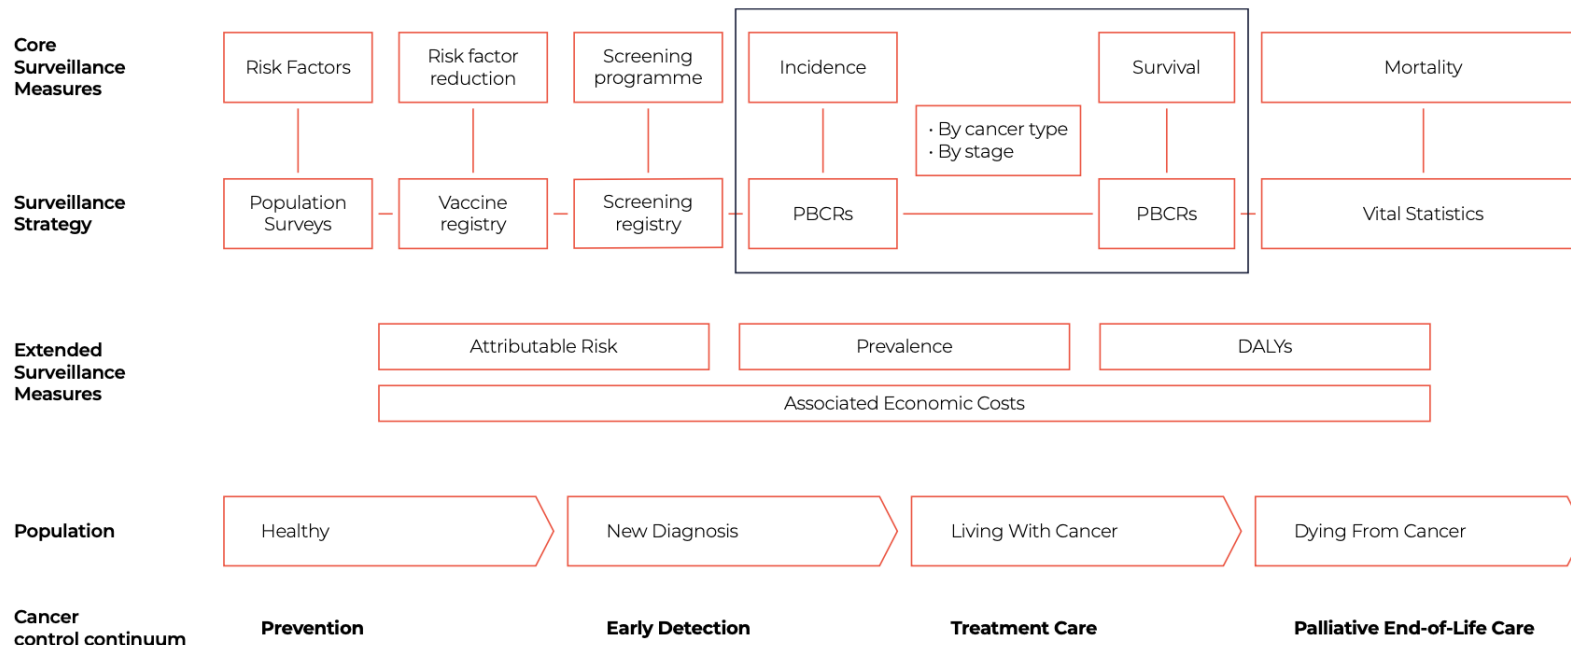 Core
Surveillance
Measures
Risk Factors
Risk factor
reduction
Screening
programme
Incidence
· By cancer type
· By stage
Survival
Mortality
Surveillance
Strategy
Population
Surveys
Vaccine
registry
Screening
registry
PBCRs
PBCRs
Vital Statistics
Extended
Surveillance
Measures
Attributable Risk
Prevalence
DALYs
Associated Economic Costs
Population
Healthy
New Diagnosis
Living With Cancer
Dying From Cancer
Cancer
control continuum
Prevention
Early Detection
Treatment Care
Palliative End-of-Life Care